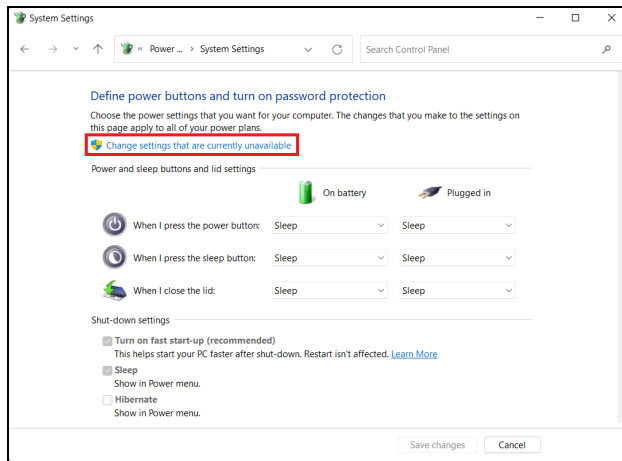 System Settings
« Power ... › System Settings
Search Control Panel
Define power buttons and turn on password protection
Choose the power settings that you want for your computer. The changes that you make to the settings on
this page apply to all of your power plans.
Change settings that are currently unavailable
Power and sleep buttons and lid settings
On battery Plugged in
When I press the power button: Sleep Sleep
When I press the sleep button: Sleep Sleep
When I close the lid: Sleep Sleep
Shut-down settings
Turn on fast start-up (recommended)
This helps start your PC faster after shut-down. Restart isn't affected. Learn More
Sleep
Show in Power menu.
Hibernate
Show in Power menu.
Save changes Cancel